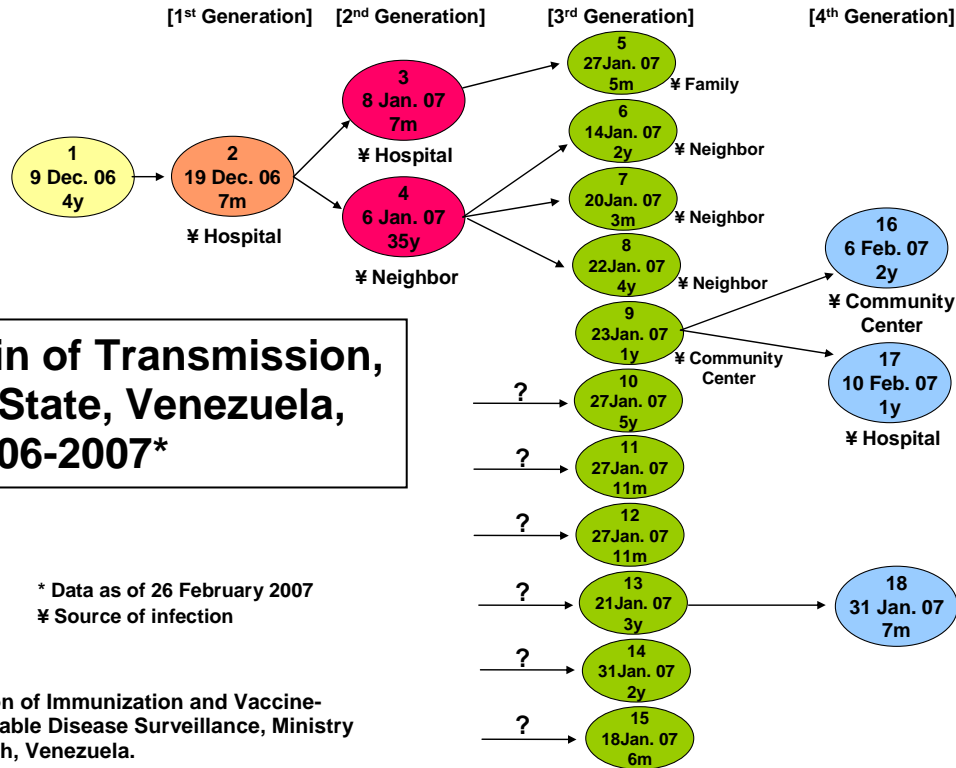 [1st Generation] [2nd Generation] [3rd Generation] [4th Generation]
1
9 Dec. 06
4y
2
19 Dec. 06
7m
¥ Hospital
3
8 Jan. 07
7m
¥ Hospital
4
6 Jan. 07
35y
¥ Neighbor
5
27Jan. 07
5m
¥ Family
6
14Jan. 07
2y
¥ Neighbor
7
20Jan. 07
3m
¥ Neighbor
8
22Jan. 07
4y
¥ Neighbor
9
23Jan. 07
1y
¥ Community
Center
?
10
27Jan. 07
5y
?
11
27Jan. 07
11m
?
12
27Jan. 07
11m
?
13
21Jan. 07
3y
?
14
31Jan. 07
2y
?
15
18Jan. 07
6m
16
6 Feb. 07
2y
¥ Community
Center
17
10 Feb. 07
1y
¥ Hospital
18
31 Jan. 07
7m
in of Transmission,
State, Venezuela,
06-2007*
* Data as of 26 February 2007
¥ Source of infection
on of Immunization and Vaccine-
able Disease Surveillance, Ministry
h, Venezuela.